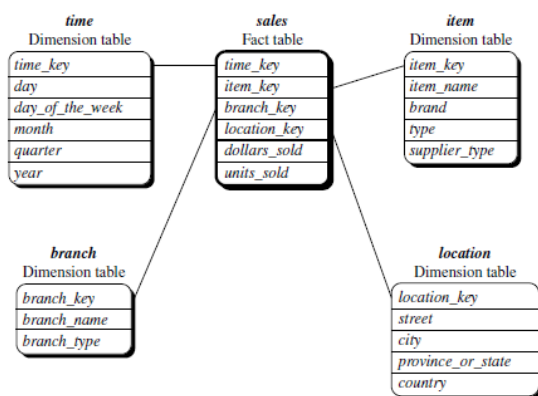 time
Dimension table
time_key
day
day_of_the_week
month
quarter
year
sales
Fact table
time_key
item_key
branch_key
location_key
dollars_sold
units_sold
item
Dimension table
item_key
item_name
brand
type
supplier_type
branch
Dimension table
branch_key
branch_name
branch_type
location
Dimension table
location_key
street
city
province_or_state
country